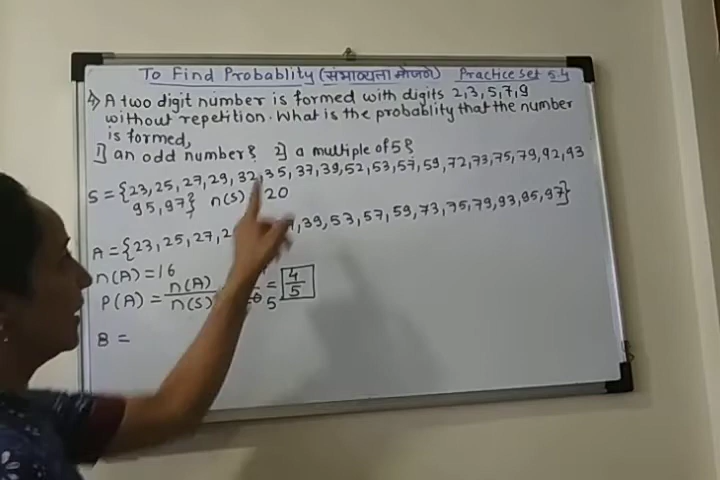 To Find Probablity (संभाव्यता मोजणे) Practice Set 5.4
4) A two digit number is formed with digits 2,3,5,7,9
without repetition. What is the probablity that the number
is formed,
1] an odd number? 2] a multiple of 5?
S = {23,25,27,29,32,35,37,39,52,53,57,59,72,73,75,79,92,93
95,97} n(S) 20
A = {23,25,27,2 39,53,57,59,73,75,79,93,95,97}
n(A)=16
P(A) = n(A)/n(S) = 4/5
5
B =